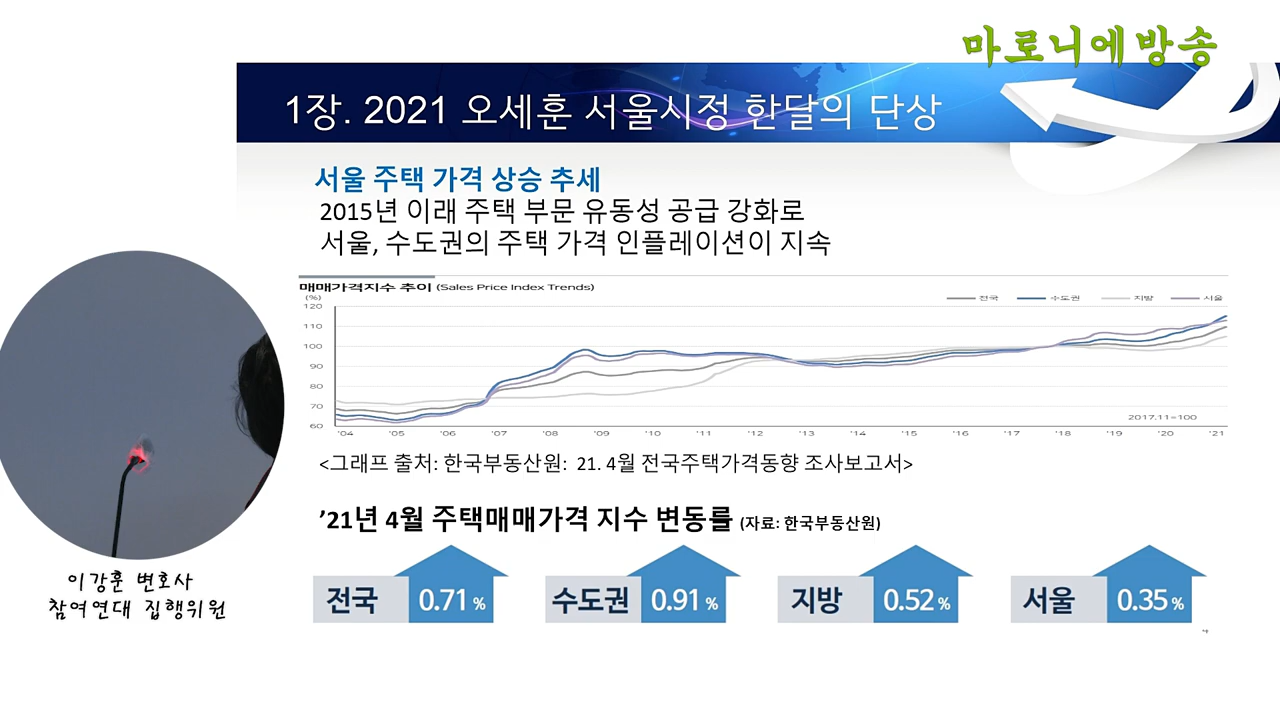 마로니에방송
1장. 2021 오세훈 서울시정 한달의 단상
서울 주택 가격 상승 추세
2015년 이래 주택 부문 유동성 공급 강화로
서울, 수도권의 주택 가격 인플레이션이 지속
매매가격지수 추이 (Sales Price Index Trends)
(%)
전국 수도권 지방 서울
120
110
100
90
80
70
60
2017.11=100
'04 '05 '06 '07 '08 '09 '10 '11 '12 '13 '14 '15 '16 '17 '18 '19 '20 '21
<그래프 출처: 한국부동산원: 21. 4월 전국주택가격동향 조사보고서>
’21년 4월 주택매매가격 지수 변동률 (자료: 한국부동산원)
전국 0.71 % 수도권 0.91 % 지방 0.52 % 서울 0.35 %
4
이강훈 변호사
참여연대 집행위원